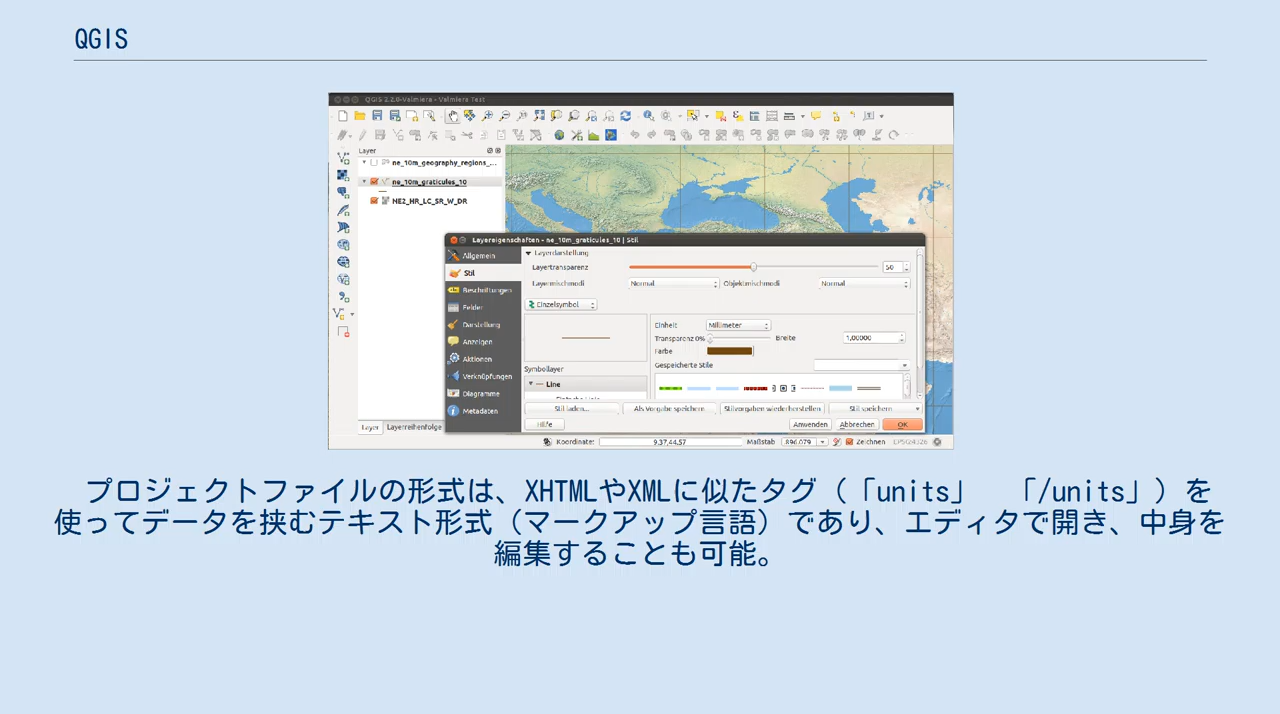 QGIS
QGIS 2.2.0-Valmiera - Valmiera Test
Layer
ne_10m_geography_regions_...
ne_10m_graticules_10
NE2_HR_LC_SR_W_DR
Layereigenschaften - ne_10m_graticules_10 | Stil
Allgemein
Stil
Beschriftungen
Felder
Darstellung
Anzeigen
Aktionen
Verknüpfungen
Diagramme
Metadaten
Layerdarstellung
Layertransparenz
50
Layermischmodi
Normal
Objektmischmodi
Normal
Einzelsymbol
Einheit
Millimeter
Transparenz 0%
Breite
1,00000
Farbe
Gespeicherte Stile
Symbollayer
Line
Stil laden...
Als Vorgabe speichern
Stilvorgaben wiederherstellen
Stil speichern
Hilfe
Anwenden
Abbrechen
OK
Layer
Layerreihenfolge
Koordinate:
9.37,44.57
Maßstab
Zeichnen
EPSG:4326
プロジェクトファイルの形式は、XHTMLやXMLに似たタグ（「units」　「/units」）を
使ってデータを挟むテキスト形式（マークアップ言語）であり、エディタで開き、中身を
編集することも可能。